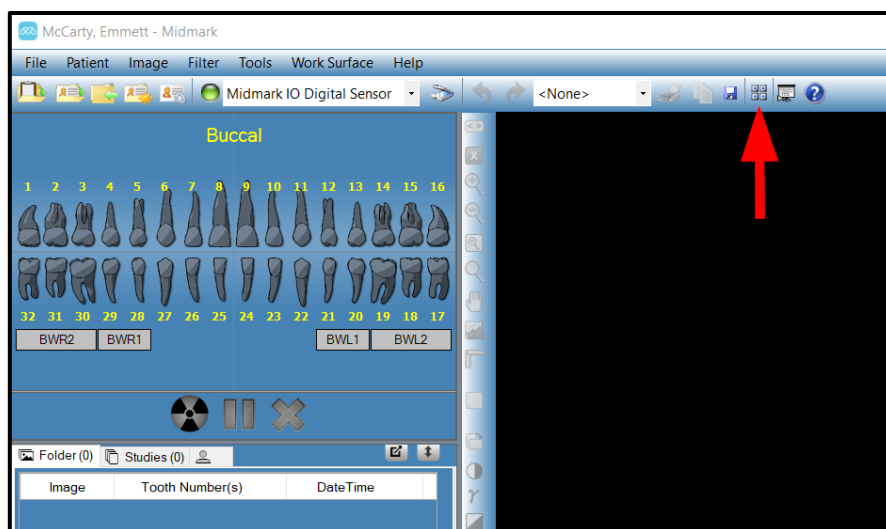 McCarty, Emmett - Midmark
File Patient Image Filter Tools Work Surface Help
Midmark IO Digital Sensor <None>
Buccal
1 2 3 4 5 6 7 8 9 10 11 12 13 14 15 16
32 31 30 29 28 27 26 25 24 23 22 21 20 19 18 17
BWR2 BWR1 BWL1 BWL2
Folder (0) Studies (0)
Image Tooth Number(s) DateTime